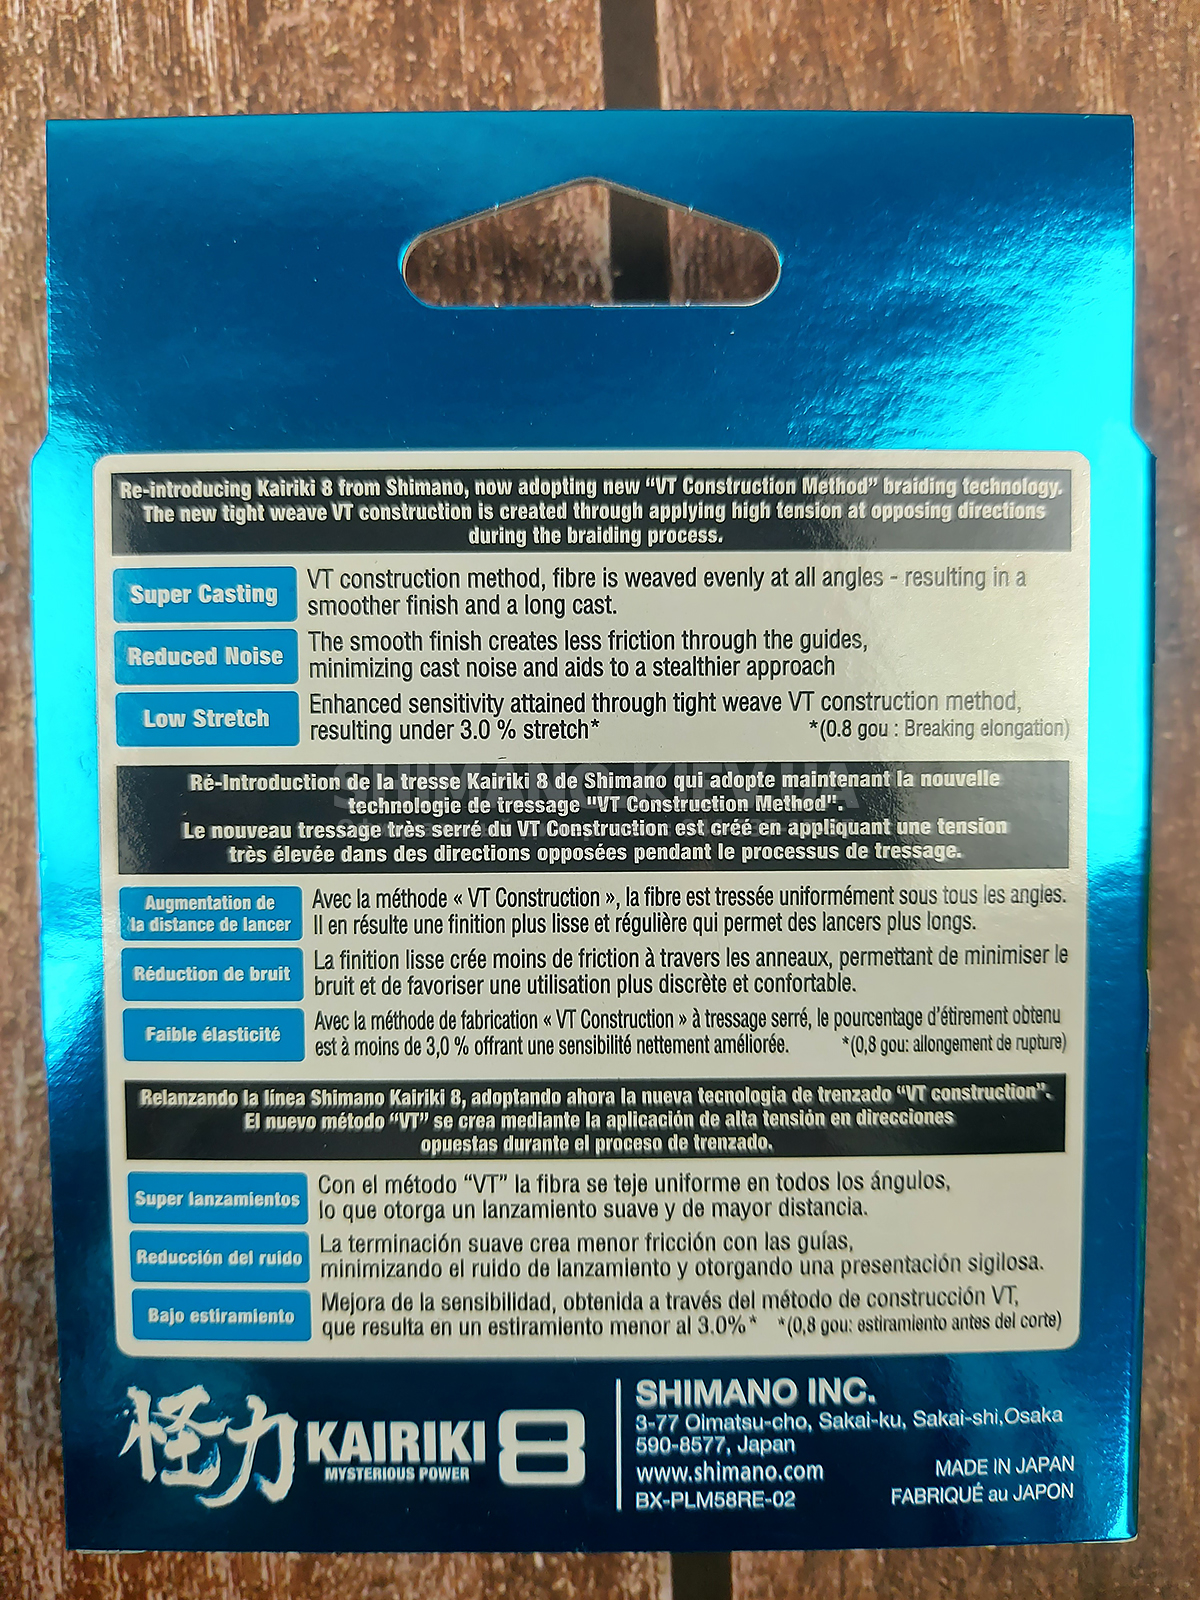 Re-introducing Kairiki 8 from Shimano, now adopting new “VT Construction Method” braiding technology.
The new tight weave VT construction is created through applying high tension at opposing directions
during the braiding process.
Super Casting
VT construction method, fibre is weaved evenly at all angles - resulting in a
smoother finish and a long cast.
Reduced Noise
The smooth finish creates less friction through the guides,
minimizing cast noise and aids to a stealthier approach
Low Stretch
Enhanced sensitivity attained through tight weave VT construction method,
resulting under 3.0 % stretch* *(0.8 gou : Breaking elongation)
SHIMANO.KIEV.UA
Ré-Introduction de la tresse Kairiki 8 de Shimano qui adopte maintenant la nouvelle
technologie de tressage "VT Construction Method".
Le nouveau tressage très serré du VT Construction est créé en appliquant une tension
très élevée dans des directions opposées pendant le processus de tressage.
Augmentation de
la distance de lancer
Avec la méthode « VT Construction », la fibre est tressée uniformément sous tous les angles.
Il en résulte une finition plus lisse et régulière qui permet des lancers plus longs.
Réduction de bruit
La finition lisse crée moins de friction à travers les anneaux, permettant de minimiser le
bruit et de favoriser une utilisation plus discrète et confortable.
Faible élasticité
Avec la méthode de fabrication « VT Construction » à tressage serré, le pourcentage d’étirement obtenu
est à moins de 3,0 % offrant une sensibilité nettement améliorée. *(0,8 gou: allongement de rupture)
Relanzando la línea Shimano Kairiki 8, adoptando ahora la nueva tecnologia de trenzado “VT construction”.
El nuevo método “VT” se crea mediante la aplicación de alta tensión en direcciones
opuestas durante el proceso de trenzado.
Super lanzamientos
Con el método “VT” la fibra se teje uniforme en todos los ángulos,
lo que otorga un lanzamiento suave y de mayor distancia.
Reducción del ruido
La terminación suave crea menor fricción con las guías,
minimizando el ruido de lanzamiento y otorgando una presentación sigilosa.
Bajo estiramiento
Mejora de la sensibilidad, obtenida a través del método de construcción VT,
que resulta en un estiramiento menor al 3.0%* *(0,8 gou: estiramiento antes del corte)
怪力 KAIRIKI 8
MYSTERIOUS POWER
SHIMANO INC.
3-77 Oimatsu-cho, Sakai-ku, Sakai-shi,Osaka
590-8577, Japan
www.shimano.com
BX-PLM58RE-02
MADE IN JAPAN
FABRIQUÉ au JAPON